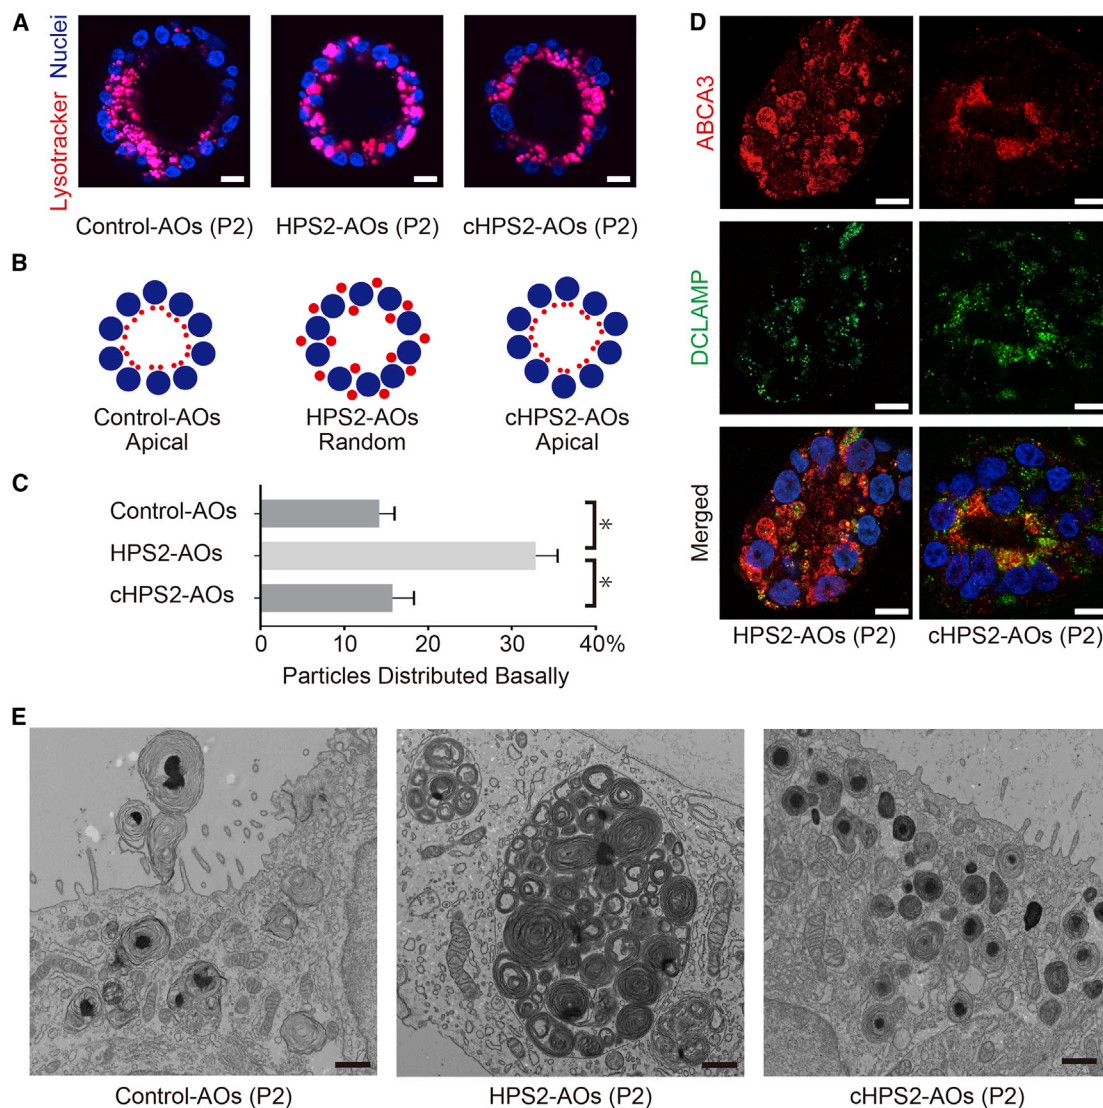 A
Lysotracker Nuclei
Control-AOs (P2)
HPS2-AOs (P2)
cHPS2-AOs (P2)
B
Control-AOs
Apical
HPS2-AOs
Random
cHPS2-AOs
Apical
C
Control-AOs
HPS2-AOs
cHPS2-AOs
*
*
0 10 20 30 40%
Particles Distributed Basally
D
ABCA3
DCLAMP
Merged
HPS2-AOs (P2)
cHPS2-AOs (P2)
E
Control-AOs (P2)
HPS2-AOs (P2)
cHPS2-AOs (P2)